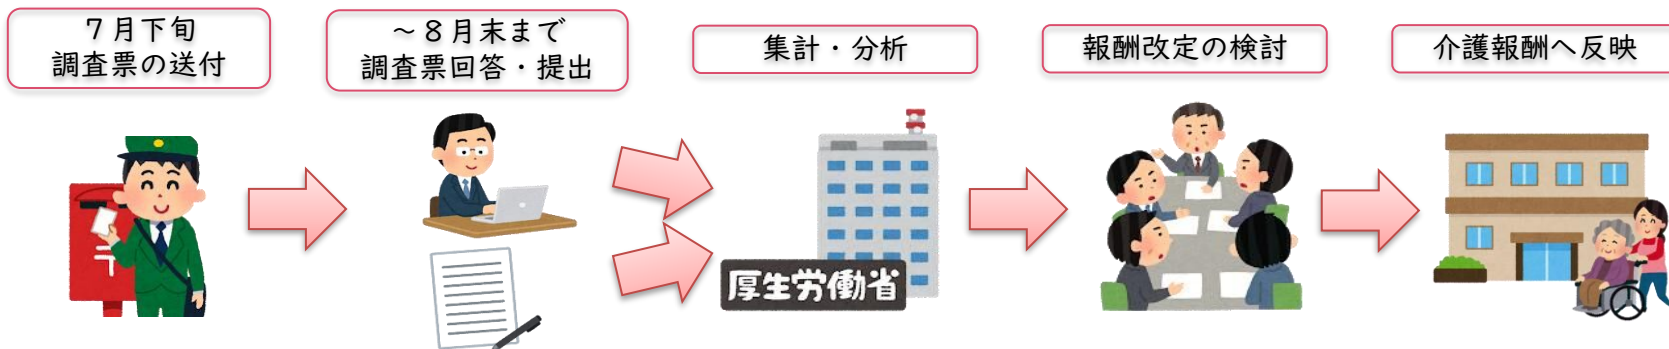 7月下旬
調査票の送付
～8月末まで
調査票回答・提出
集計・分析
報酬改定の検討
介護報酬へ反映
〒
厚生労働省